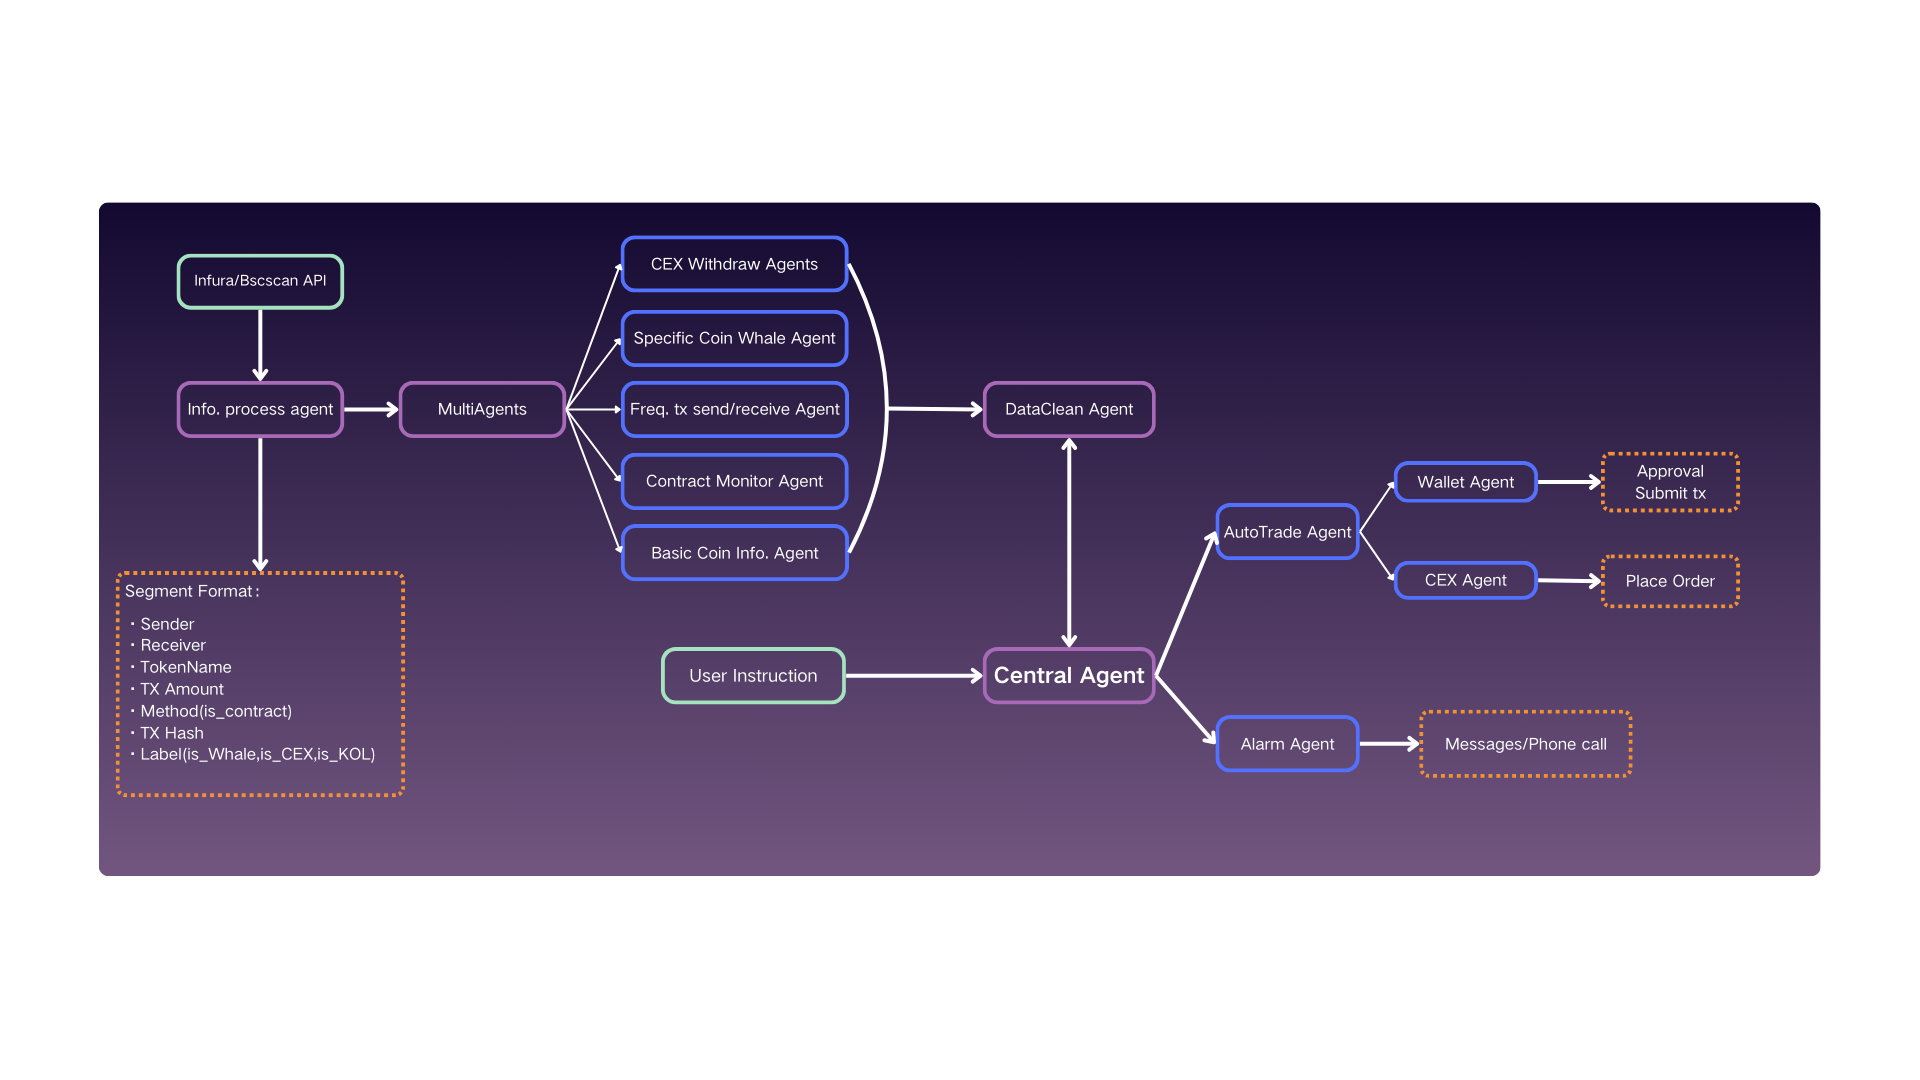 Infura/Bscscan API
Info. process agent
MultiAgents
CEX Withdraw Agents
Specific Coin Whale Agent
Freq. tx send/receive Agent
Contract Monitor Agent
Basic Coin Info. Agent
DataClean Agent
Segment Format:
· Sender
· Receiver
· TokenName
· TX Amount
· Method(is_contract)
· TX Hash
· Label(is_Whale,is_CEX,is_KOL)
User Instruction
Central Agent
AutoTrade Agent
Wallet Agent
Approval
Submit tx
CEX Agent
Place Order
Alarm Agent
Messages/Phone call